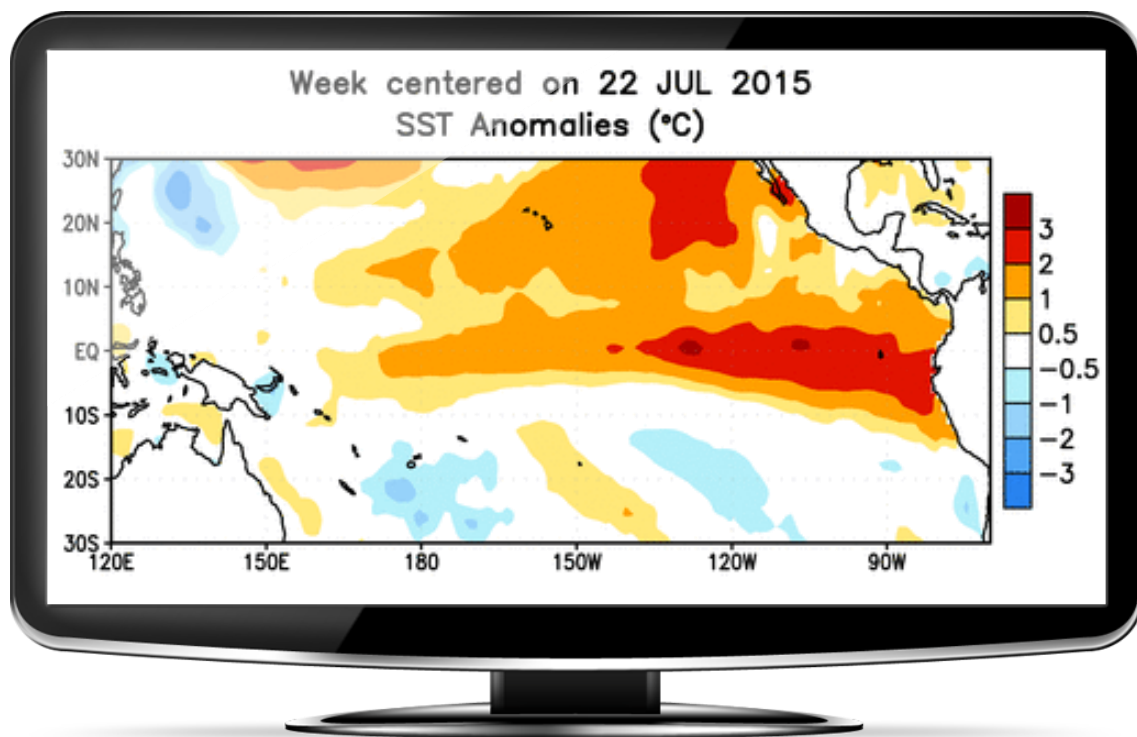 Week centered on 22 JUL 2015
SST Anomalies (°C)
30N
20N
10N
EQ
10S
20S
30S
120E 150E 180 150W 120W 90W
3
2
1
0.5
−0.5
−1
−2
−3